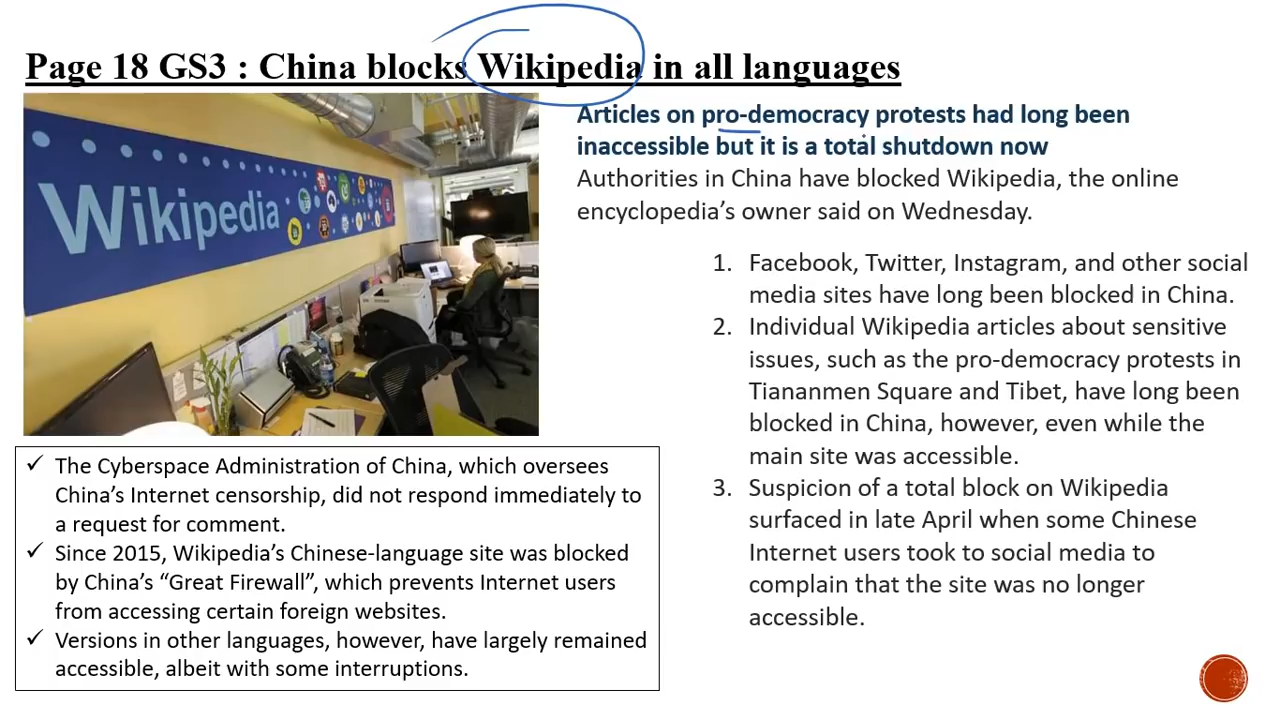 Page 18 GS3 : China blocks Wikipedia in all languages
Wikipedia
Articles on pro-democracy protests had long been
inaccessible but it is a total shutdown now
Authorities in China have blocked Wikipedia, the online
encyclopedia's owner said on Wednesday.
1. Facebook, Twitter, Instagram, and other social
media sites have long been blocked in China.
2. Individual Wikipedia articles about sensitive
issues, such as the pro-democracy protests in
Tiananmen Square and Tibet, have long been
blocked in China, however, even while the
main site was accessible.
3. Suspicion of a total block on Wikipedia
surfaced in late April when some Chinese
Internet users took to social media to
complain that the site was no longer
accessible.
✓ The Cyberspace Administration of China, which oversees
China's Internet censorship, did not respond immediately to
a request for comment.
✓ Since 2015, Wikipedia's Chinese-language site was blocked
by China's “Great Firewall”, which prevents Internet users
from accessing certain foreign websites.
✓ Versions in other languages, however, have largely remained
accessible, albeit with some interruptions.